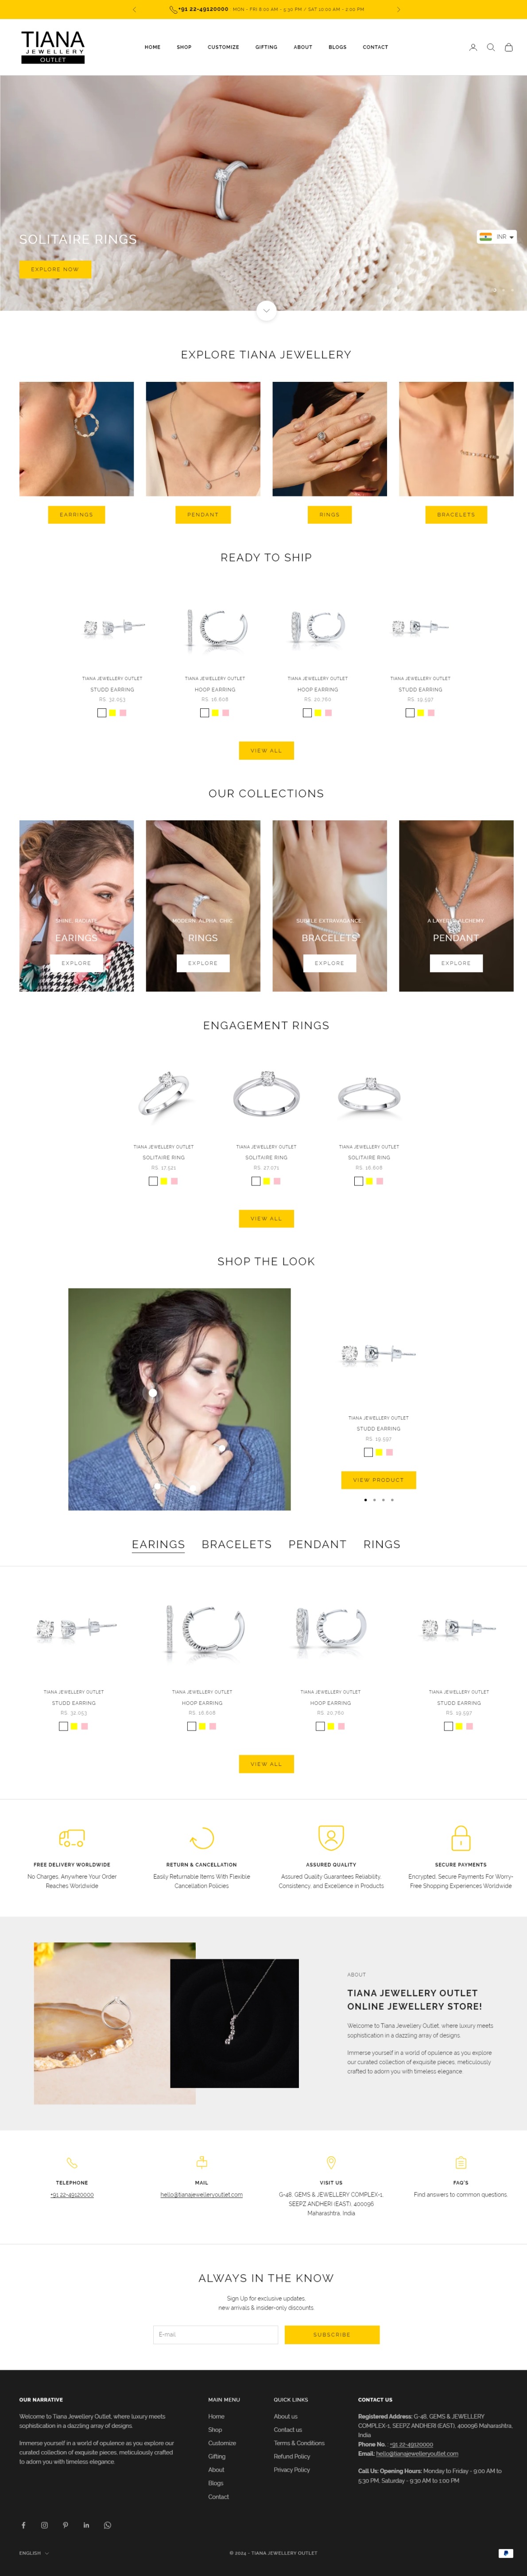 +91 22-49120000 MON - FRI 8:00 AM - 5:30 PM / SAT 10:00 AM - 2:00 PM
TIANA
JEWELLERY
OUTLET
HOME SHOP CUSTOMIZE GIFTING ABOUT BLOGS CONTACT
SOLITAIRE RINGS
INR
EXPLORE NOW
EXPLORE TIANA JEWELLERY
EARRINGS PENDANT RINGS BRACELETS
READY TO SHIP
TIANA JEWELLERY OUTLET TIANA JEWELLERY OUTLET TIANA JEWELLERY OUTLET TIANA JEWELLERY OUTLET
STUDD EARRING HOOP EARRING HOOP EARRING STUDD EARRING
RS. 32,053 RS. 16,608 RS. 20,760 RS. 19,597
VIEW ALL
OUR COLLECTIONS
MODERN. ALPHA. CHIC. SUBTLE EXTRAVAGANCE A LAYERED ALCHEMY
EARINGS RINGS BRACELETS PENDANT
EXPLORE EXPLORE EXPLORE EXPLORE
ENGAGEMENT RINGS
TIANA JEWELLERY OUTLET TIANA JEWELLERY OUTLET TIANA JEWELLERY OUTLET
SOLITAIRE RING SOLITAIRE RING SOLITAIRE RING
RS. 17,521 RS. 27,071 RS. 16,608
VIEW ALL
SHOP THE LOOK
TIANA JEWELLERY OUTLET
STUDD EARRING
RS. 19,597
VIEW PRODUCT
EARINGS BRACELETS PENDANT RINGS
TIANA JEWELLERY OUTLET TIANA JEWELLERY OUTLET TIANA JEWELLERY OUTLET TIANA JEWELLERY OUTLET
STUDD EARRING HOOP EARRING HOOP EARRING STUDD EARRING
RS. 32,053 RS. 16,608 RS. 20,760 RS. 19,597
VIEW ALL
FREE DELIVERY WORLDWIDE
No Charges, Anywhere Your Order
Reaches Worldwide
RETURN & CANCELLATION
Easily Returnable Items With Flexible
Cancellation Policies
ASSURED QUALITY
Assured Quality Guarantees Reliability,
Consistency, and Excellence in Products
SECURE PAYMENTS
Encrypted, Secure Payments For Worry-
Free Shopping Experiences Worldwide
ABOUT
TIANA JEWELLERY OUTLET
ONLINE JEWELLERY STORE!
Welcome to Tiana Jewellery Outlet, where luxury meets
sophistication in a dazzling array of designs.
Immerse yourself in a world of opulence as you explore
our curated collection of exquisite pieces, meticulously
crafted to adorn you with timeless elegance.
TELEPHONE
+91 22-49120000
MAIL
hello@tianajewelleryoutlet.com
VISIT US
G-48, GEMS & JEWELLERY COMPLEX-1,
SEEPZ ANDHERI (EAST), 400096
Maharashtra, India
FAQ'S
Find answers to common questions.
ALWAYS IN THE KNOW
Sign Up for exclusive updates,
new arrivals & insider-only discounts
E-mail
SUBSCRIBE
OUR NARRATIVE
Welcome to Tiana Jewellery Outlet, where luxury meets
sophistication in a dazzling array of designs.
Immerse yourself in a world of opulence as you explore our
curated collection of exquisite pieces, meticulously crafted
to adorn you with timeless elegance.
MAIN MENU
Home
Shop
Customize
Gifting
About
Blogs
Contact
QUICK LINKS
About us
Contact us
Terms & Conditions
Refund Policy
Privacy Policy
CONTACT US
Registered Address: G-48, GEMS & JEWELLERY
COMPLEX-1, SEEPZ ANDHERI (EAST), 400096 Maharashtra,
India
Phone No. : +91 22-49120000
Email: hello@tianajewelleryoutlet.com
Call Us: Opening Hours: Monday to Friday - 9:00 AM to
5:30 PM, Saturday - 9:30 AM to 1:00 PM
ENGLISH
© 2024 - TIANA JEWELLERY OUTLET